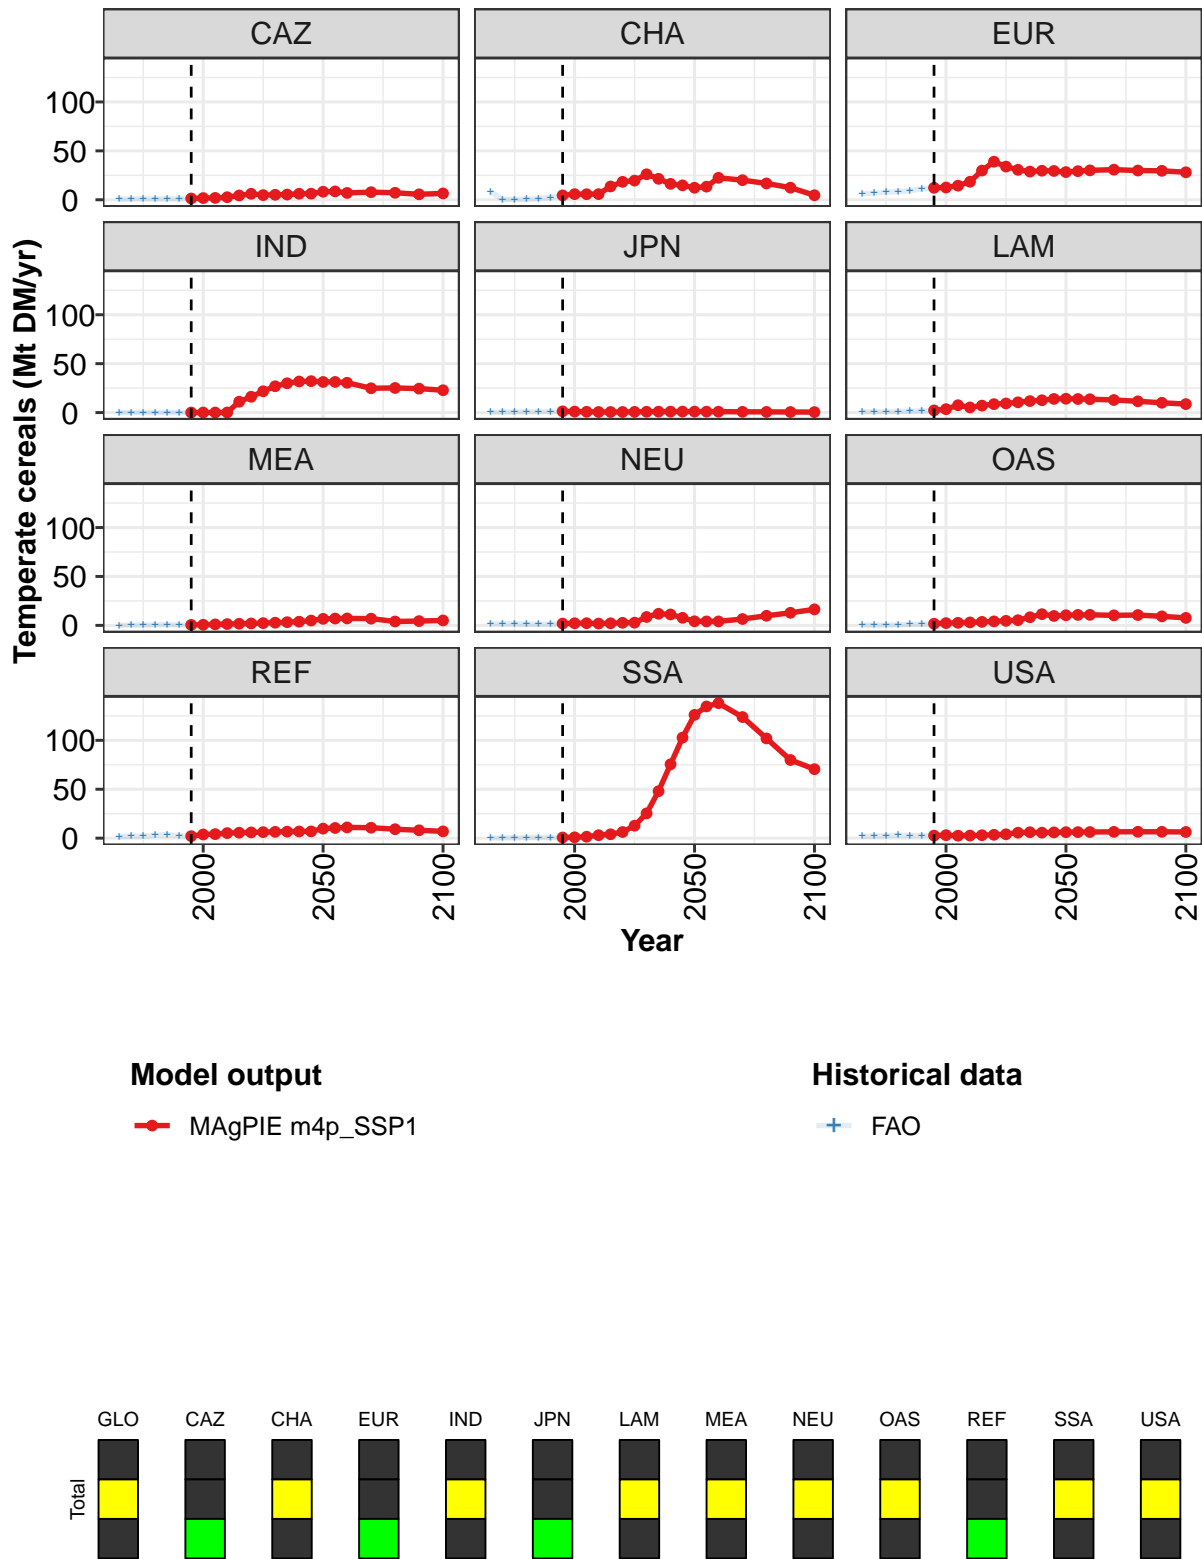 CAZ CHA EUR
100
50
0
IND JPN LAM
100
50
0
MEA NEU OAS
100
50
0
REF SSA USA
100
50
0
Temperate cereals (Mt DM/yr)
2000 2050 2100 2000 2050 2100 2000 2050 2100
Year
Model output Historical data
MAgPIE m4p_SSP1 FAO
GLO CAZ CHA EUR IND JPN LAM MEA NEU OAS REF SSA USA
Total